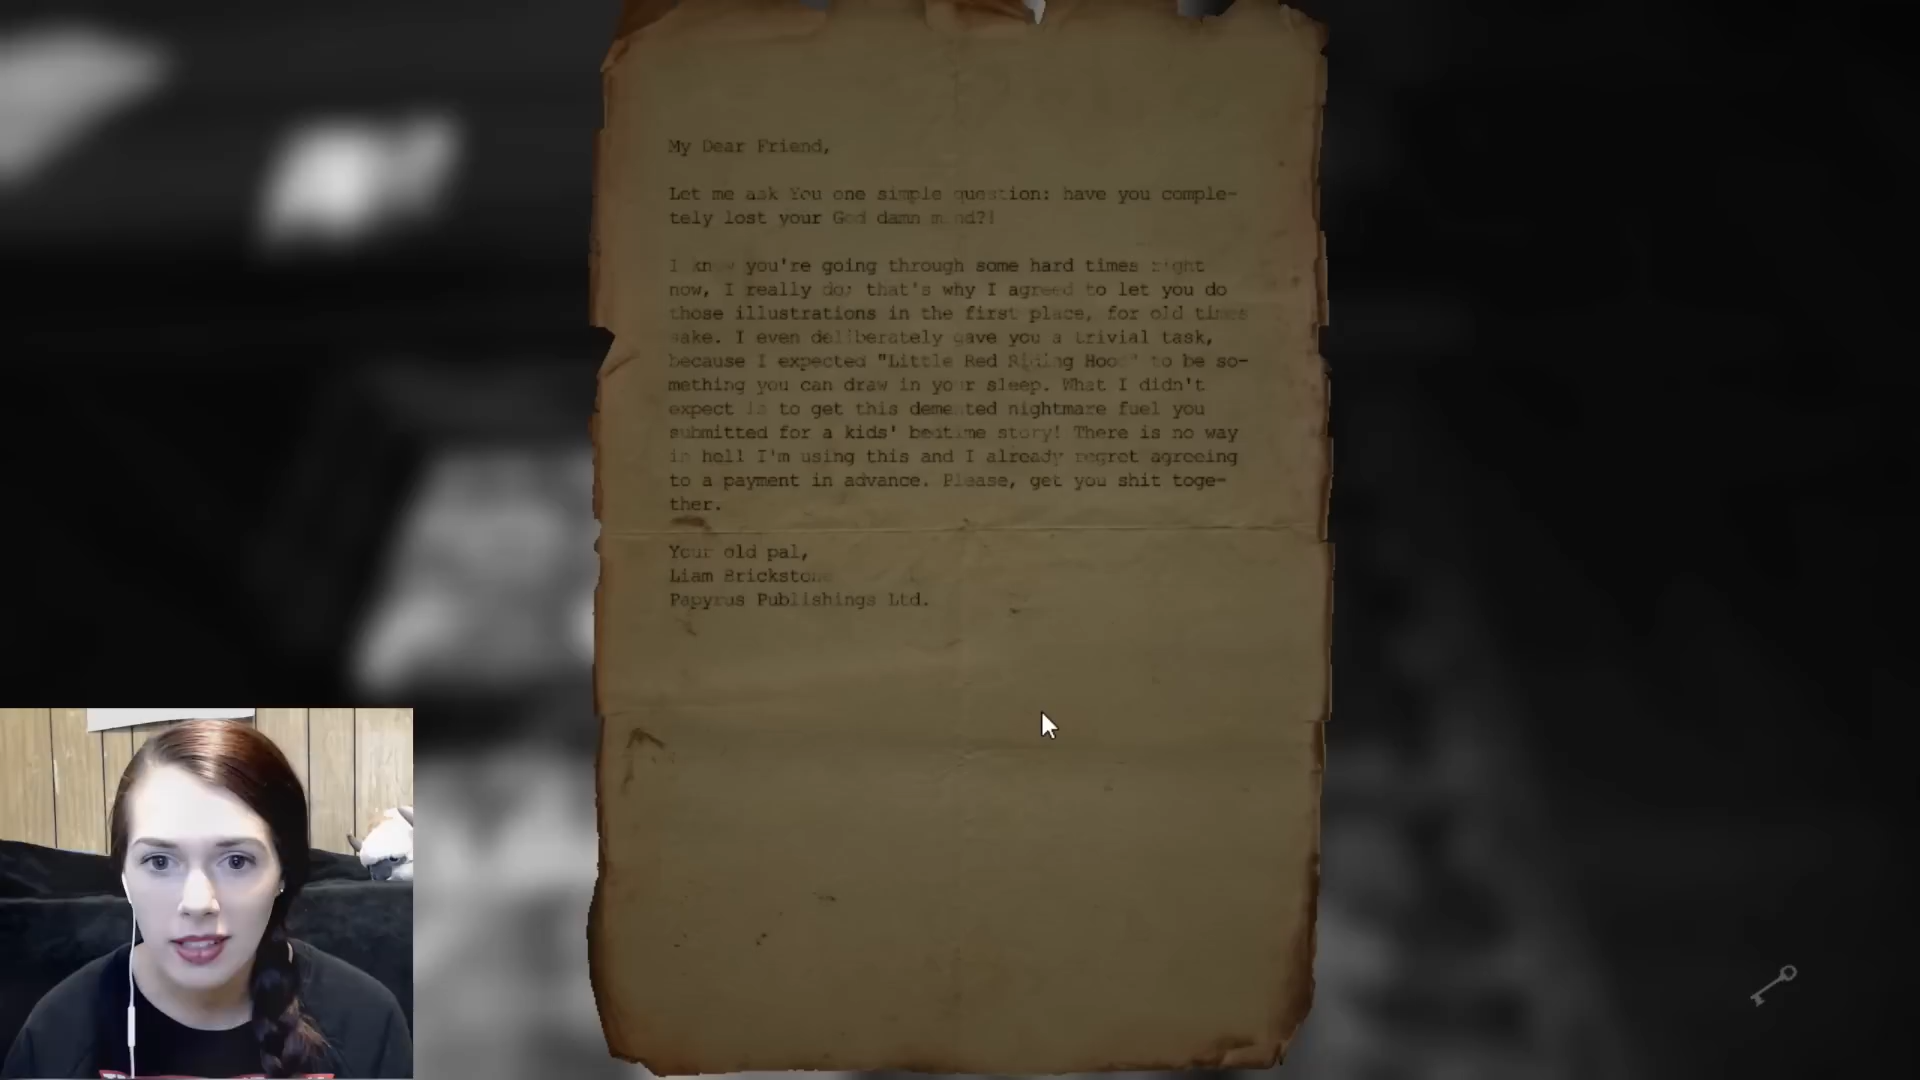 My Dear Friend,
Let me ask You one simple question: have you comple-
tely lost your God damn mind?!
I know you're going through some hard times right
now, I really do; that's why I agreed to let you do
those illustrations in the first place, for old times
sake. I even deliberately gave you a trivial task,
because I expected "Little Red Riding Hood" to be so-
mething you can draw in your sleep. What I didn't
expect is to get this demented nightmare fuel you
submitted for a kids' bedtime story! There is no way
in hell I'm using this and I already regret agreeing
to a payment in advance. Please, get you shit toge-
ther.
Your old pal,
Liam Brickstone
Papyrus Publishings Ltd.